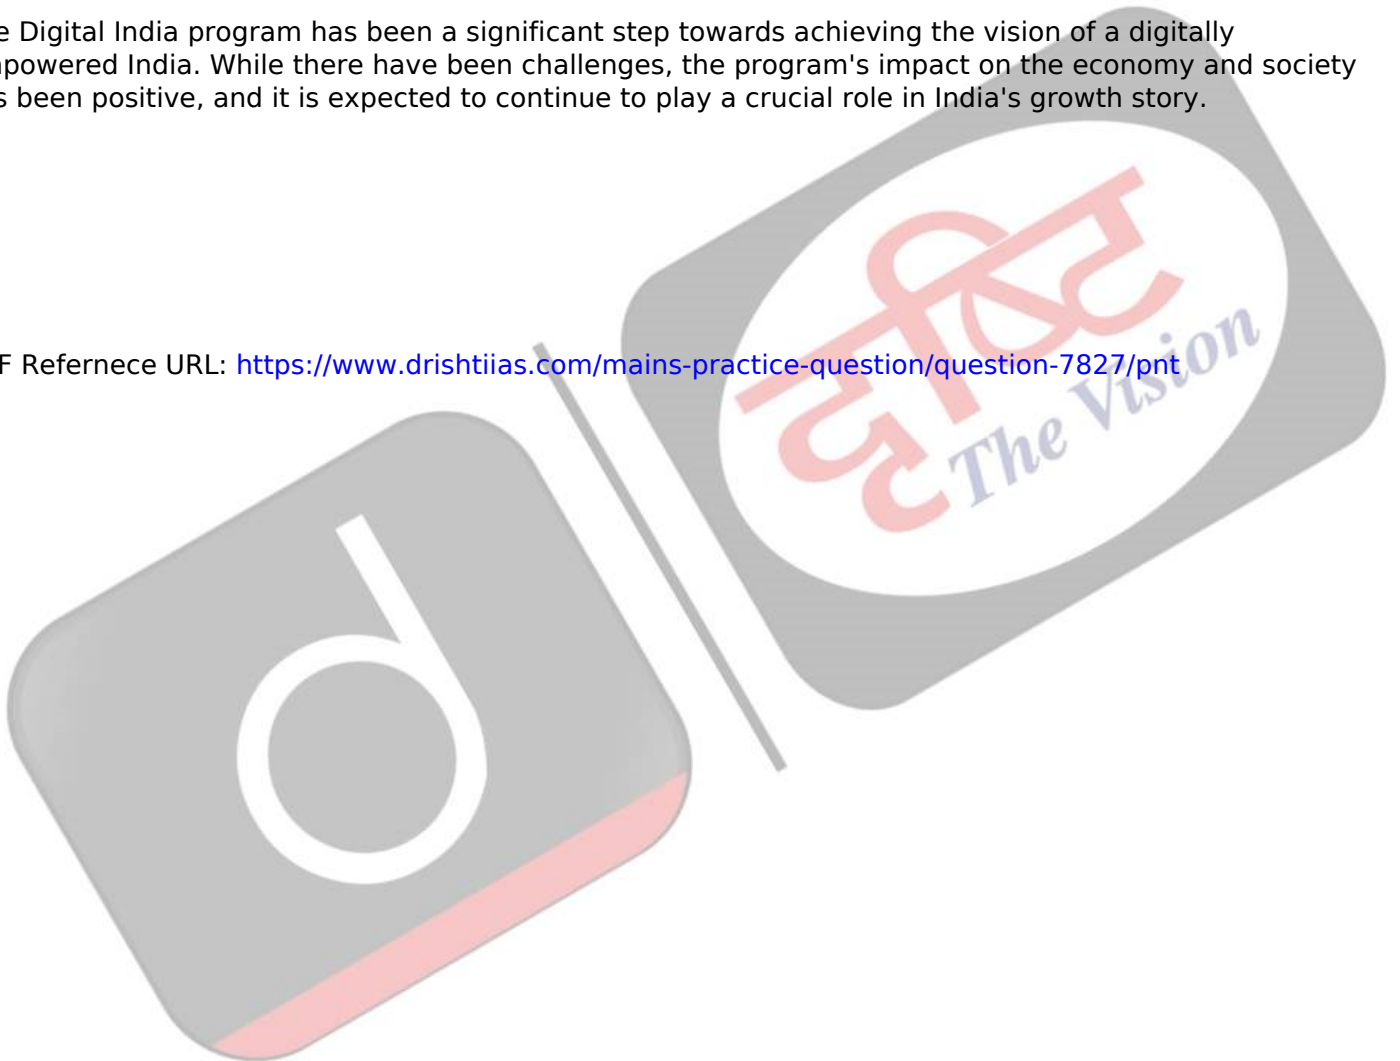 e Digital India program has been a significant step towards achieving the vision of a digitally
powered India. While there have been challenges, the program's impact on the economy and society
s been positive, and it is expected to continue to play a crucial role in India's growth story.
F Refernece URL: https://www.drishtiias.com/mains-practice-question/question-7827/pnt
दृष्टि
The Vision
d